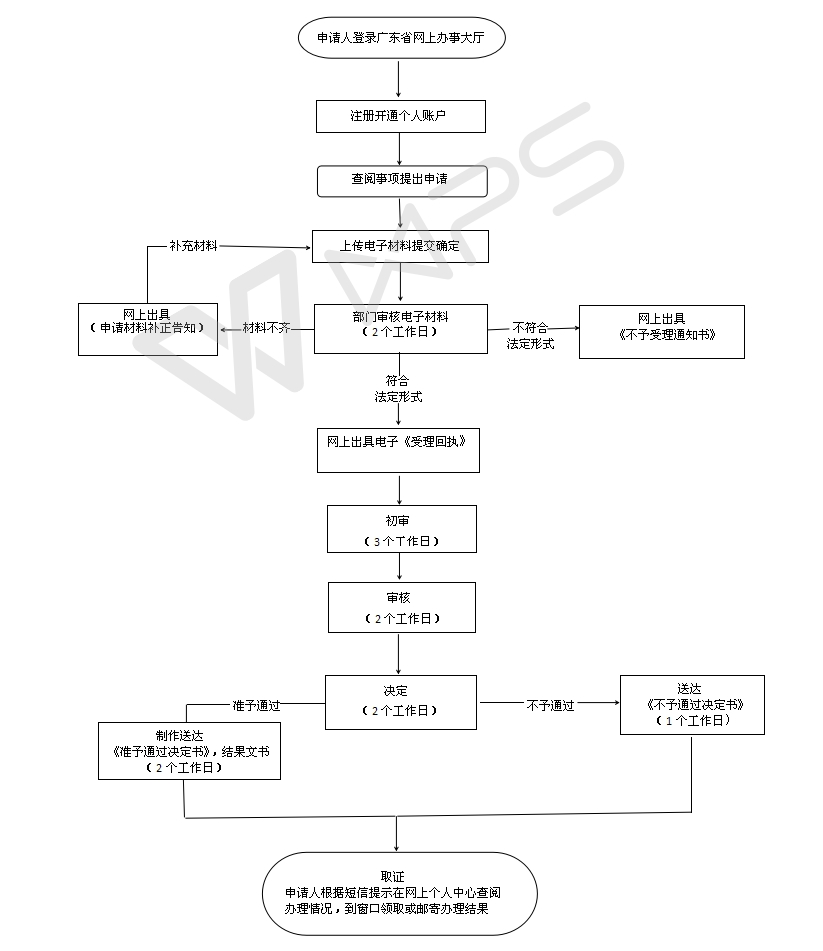 申请人登录广东省网上办事大厅
注册开通个人账户
查阅事项提出申请
补充材料
上传电子材料提交确定
网上出具
（申请材料补正告知）
材料不齐
部门审核电子材料
（2个工作日）
不符合
法定形式
网上出具
《不予受理通知书》
符合
法定形式
网上出具电子《受理回执》
初审
（3个工作日）
审核
（2个工作日）
准予通过
决定
（2个工作日）
不予通过
送达
《不予通过决定书》
（1个工作日）
制作送达
《准予通过决定书》，结果文书
（2个工作日）
取证
申请人根据短信提示在网上个人中心查阅
办理情况，到窗口领取或邮寄办理结果
WPS